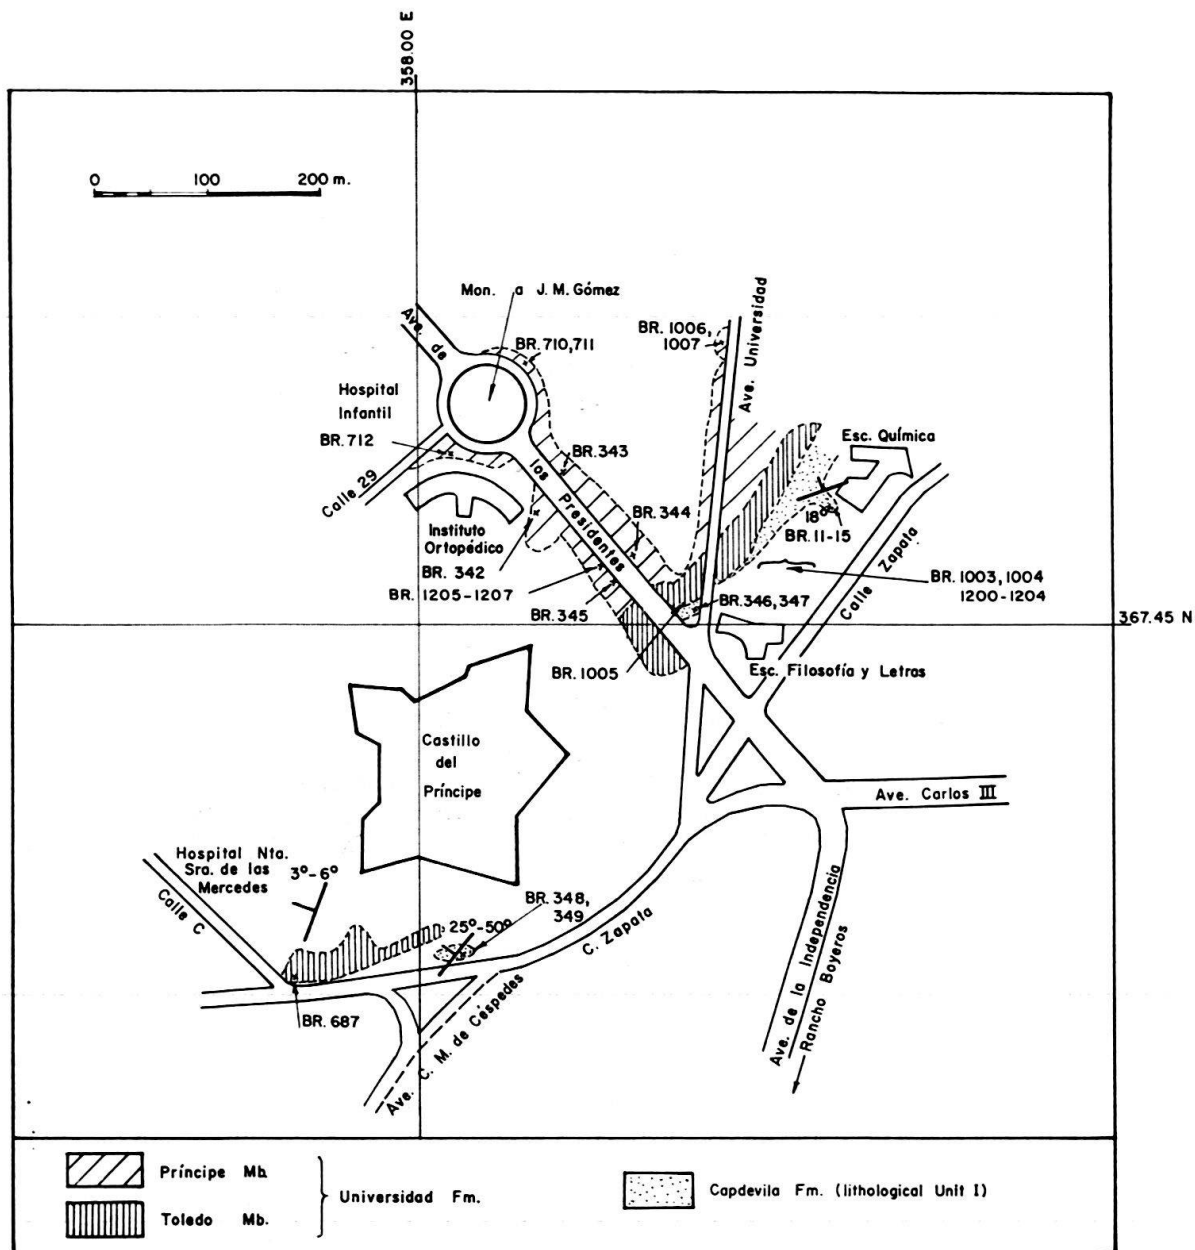 358.00 E
0 100 200 m.
Mon. a J. M. Gómez
Ave. de
los Presidentes
BR. 710,711
BR. 1006,
1007
Ave. Universidad
Hospital
Infantil
BR. 712
Calle 29
BR. 343
Esc. Química
Instituto
Ortopédico
BR. 344
18°
BR. 11-15
BR. 342
BR. 1205-1207
BR. 345
BR. 346,347
BR. 1003, 1004
1200-1204
Calle Zapata
367.45 N
BR. 1005
Esc. Filosofía y Letras
Castillo
del
Príncipe
Ave. Carlos III
Hospital Nta.
Sra. de las
Mercedes
3°-6°
Calle C
25°-50°
BR. 348,
349
C. Zapata
BR. 687
Ave. C. M. de Céspedes
Ave. de la Independencia
Rancho Boyeros
Príncipe Mb.
Toledo Mb.
Universidad Fm.
Capdevila Fm. (lithological Unit I)